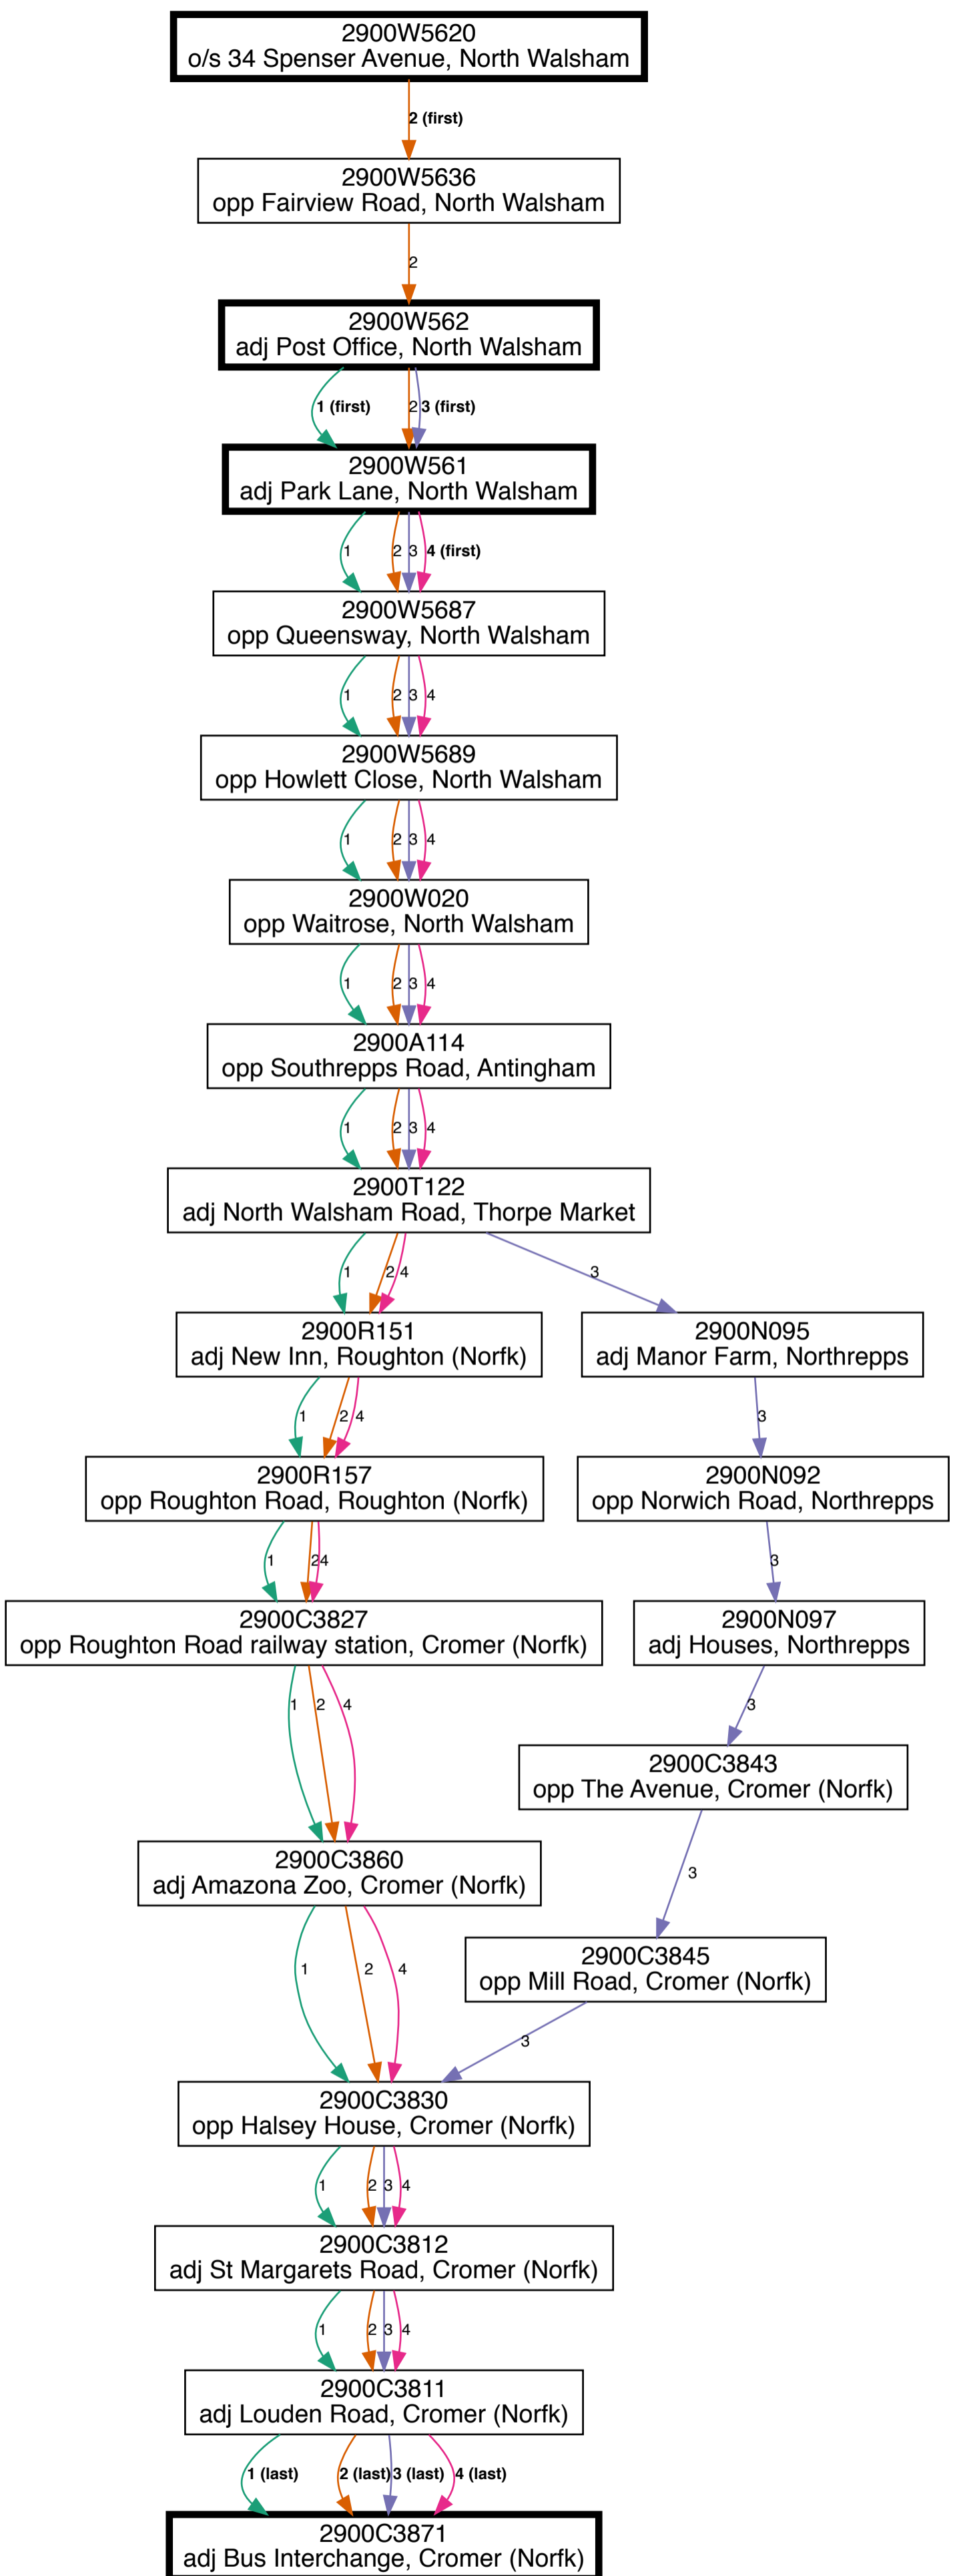 2900W5620
o/s 34 Spenser Avenue, North Walsham
2 (first)
2900W5636
opp Fairview Road, North Walsham
2
2900W562
adj Post Office, North Walsham
1 (first)
2
3 (first)
2900W561
adj Park Lane, North Walsham
1
2
3
4 (first)
2900W5687
opp Queensway, North Walsham
1
2
3
4
2900W5689
opp Howlett Close, North Walsham
1
2
3
4
2900W020
opp Waitrose, North Walsham
1
2
3
4
2900A114
opp Southrepps Road, Antingham
1
2
3
4
2900T122
adj North Walsham Road, Thorpe Market
1
2
4
3
2900R151
adj New Inn, Roughton (Norfk)
2900N095
adj Manor Farm, Northrepps
1
2
4
3
2900R157
opp Roughton Road, Roughton (Norfk)
2900N092
opp Norwich Road, Northrepps
1
2
4
3
2900C3827
opp Roughton Road railway station, Cromer (Norfk)
2900N097
adj Houses, Northrepps
1
2
4
3
2900C3843
opp The Avenue, Cromer (Norfk)
2900C3860
adj Amazona Zoo, Cromer (Norfk)
3
2900C3845
opp Mill Road, Cromer (Norfk)
1
2
4
3
2900C3830
opp Halsey House, Cromer (Norfk)
1
2
3
4
2900C3812
adj St Margarets Road, Cromer (Norfk)
1
2
3
4
2900C3811
adj Louden Road, Cromer (Norfk)
1 (last)
2 (last)
3 (last)
4 (last)
2900C3871
adj Bus Interchange, Cromer (Norfk)